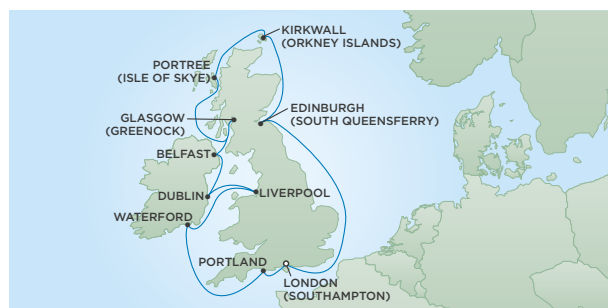 KIRKWALL
(ORKNEY ISLANDS)
PORTREE
(ISLE OF SKYE)
GLASGOW
(GREENOCK)
EDINBURGH
(SOUTH QUEENSFERRY)
BELFAST
DUBLIN
LIVERPOOL
WATERFORD
PORTLAND
LONDON
(SOUTHAMPTON)